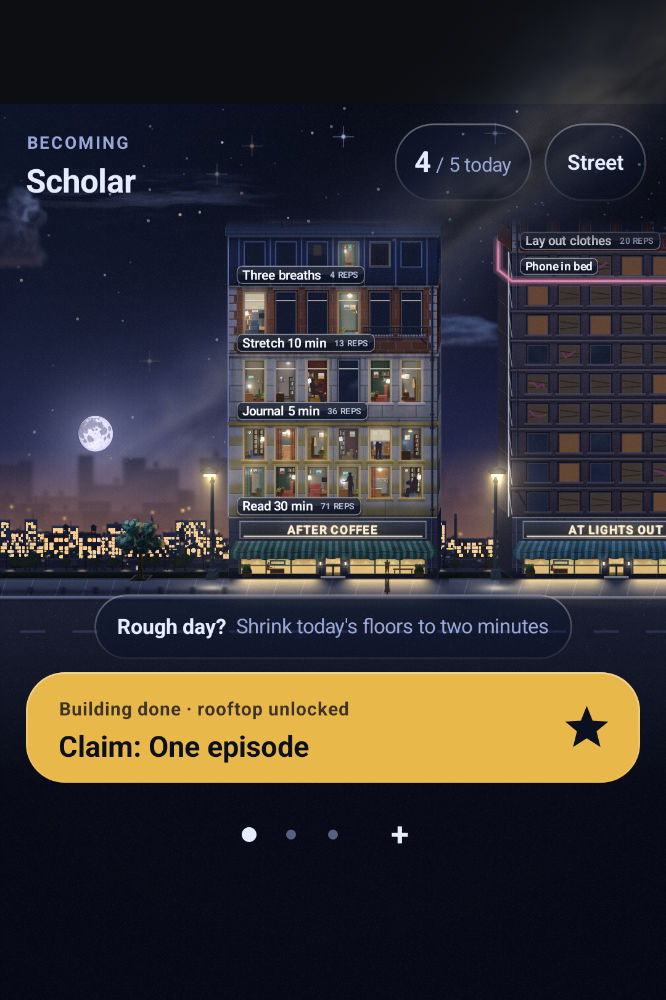 BECOMING
Scholar
4 / 5 today
Street
Lay out clothes 20 REPS
Phone in bed
Three breaths 4 REPS
Stretch 10 min 13 REPS
Journal 5 min 36 REPS
Read 30 min 71 REPS
AFTER COFFEE
AT LIGHTS OUT
Rough day? Shrink today's floors to two minutes
Building done · rooftop unlocked
Claim: One episode